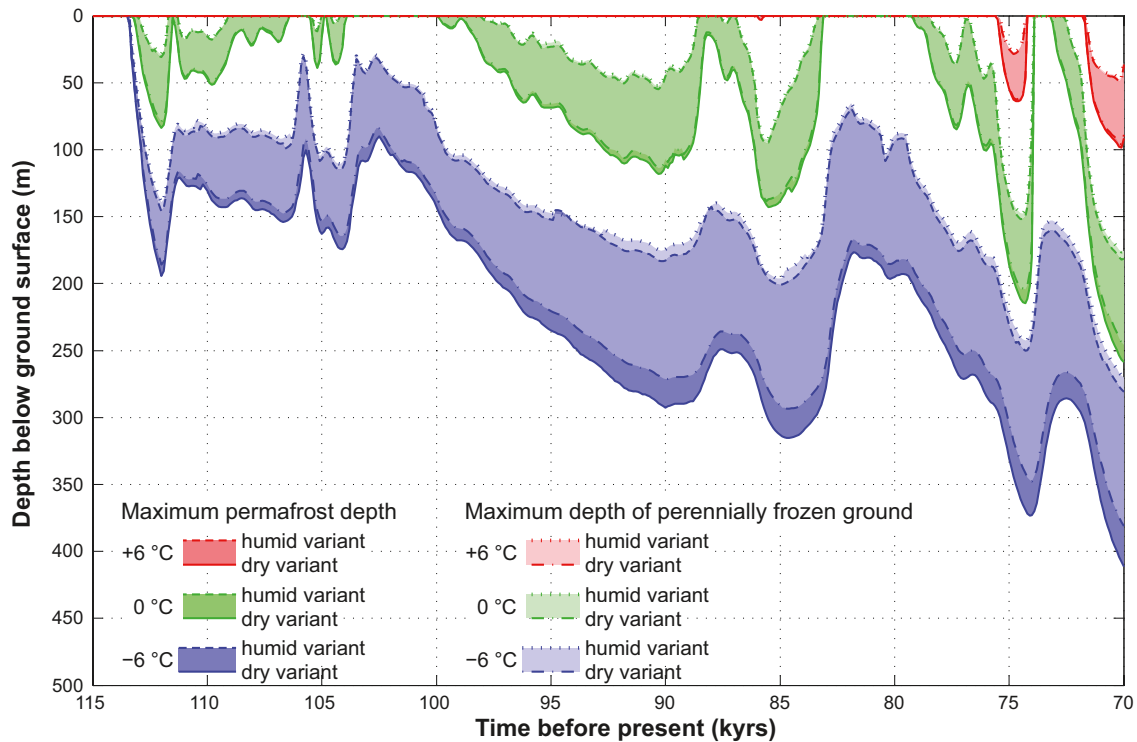 0
50
100
150
200
250
300
350
400
450
500
Depth below ground surface (m)
Maximum permafrost depth
+6 °C humid variant
dry variant
0 °C humid variant
dry variant
−6 °C humid variant
dry variant
Maximum depth of perennially frozen ground
+6 °C humid variant
dry variant
0 °C humid variant
dry variant
−6 °C humid variant
dry variant
115 110 105 100 95 90 85 80 75 70
Time before present (kyrs)